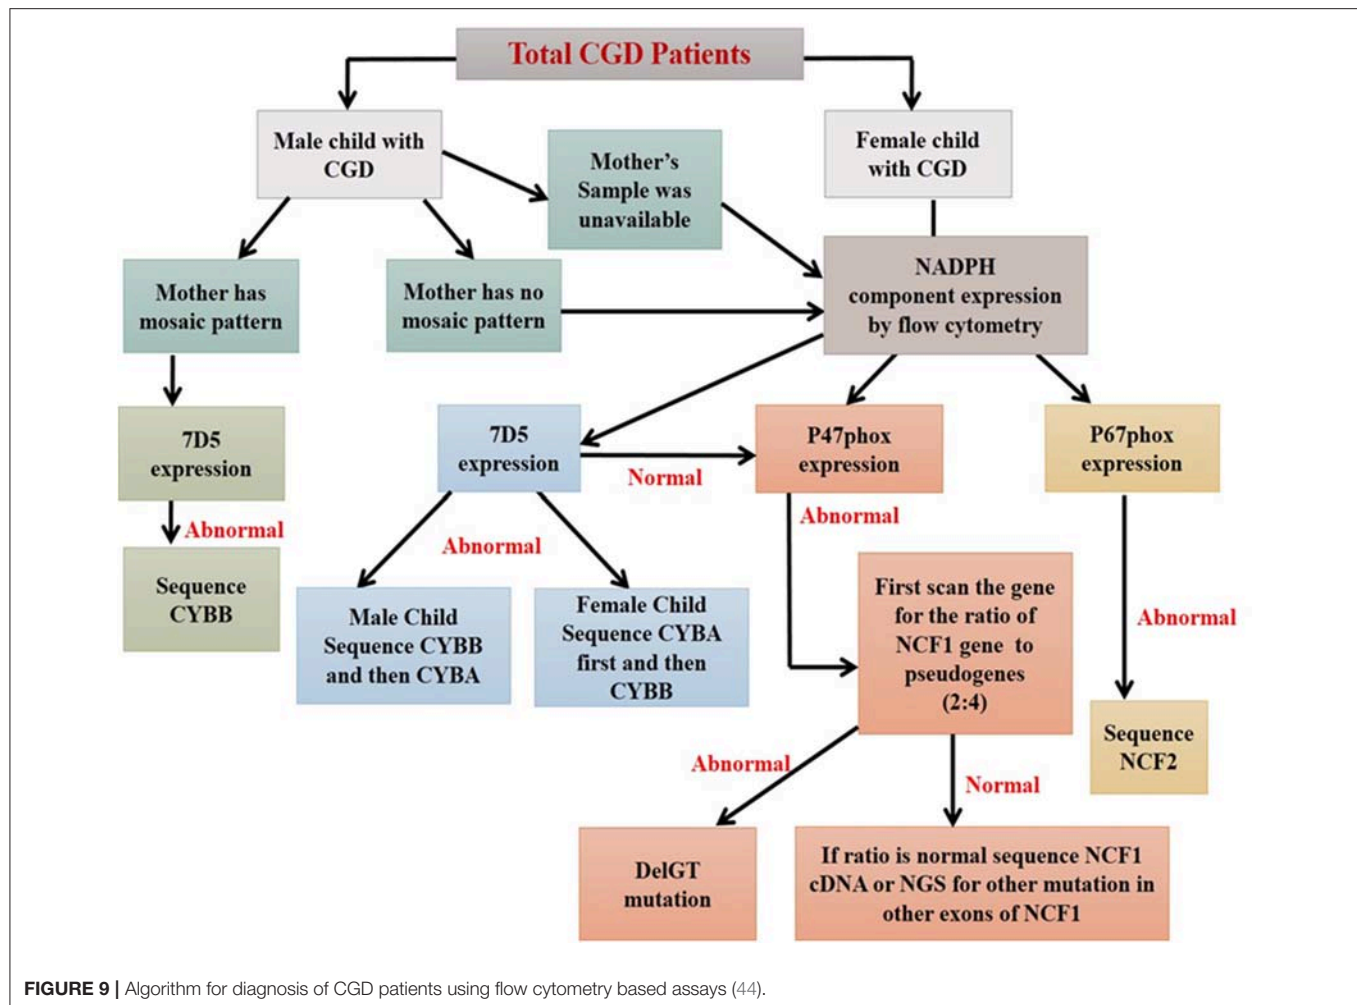 Total CGD Patients
Male child with
CGD
Mother's
Sample was
unavailable
Female child
with CGD
Mother has
mosaic pattern
Mother has no
mosaic pattern
NADPH
component expression
by flow cytometry
7D5
expression
7D5
expression
Normal
P47phox
expression
P67phox
expression
Abnormal
Sequence
CYBB
Abnormal
Male Child
Sequence CYBB
and then CYBA
Female Child
Sequence CYBA
first and then
CYBB
Abnormal
First scan the gene
for the ratio of
NCF1 gene to
pseudogenes
(2:4)
Abnormal
Sequence
NCF2
Abnormal
Normal
DelGT
mutation
If ratio is normal sequence NCF1
cDNA or NGS for other mutation in
other exons of NCF1
FIGURE 9 | Algorithm for diagnosis of CGD patients using flow cytometry based assays (44).